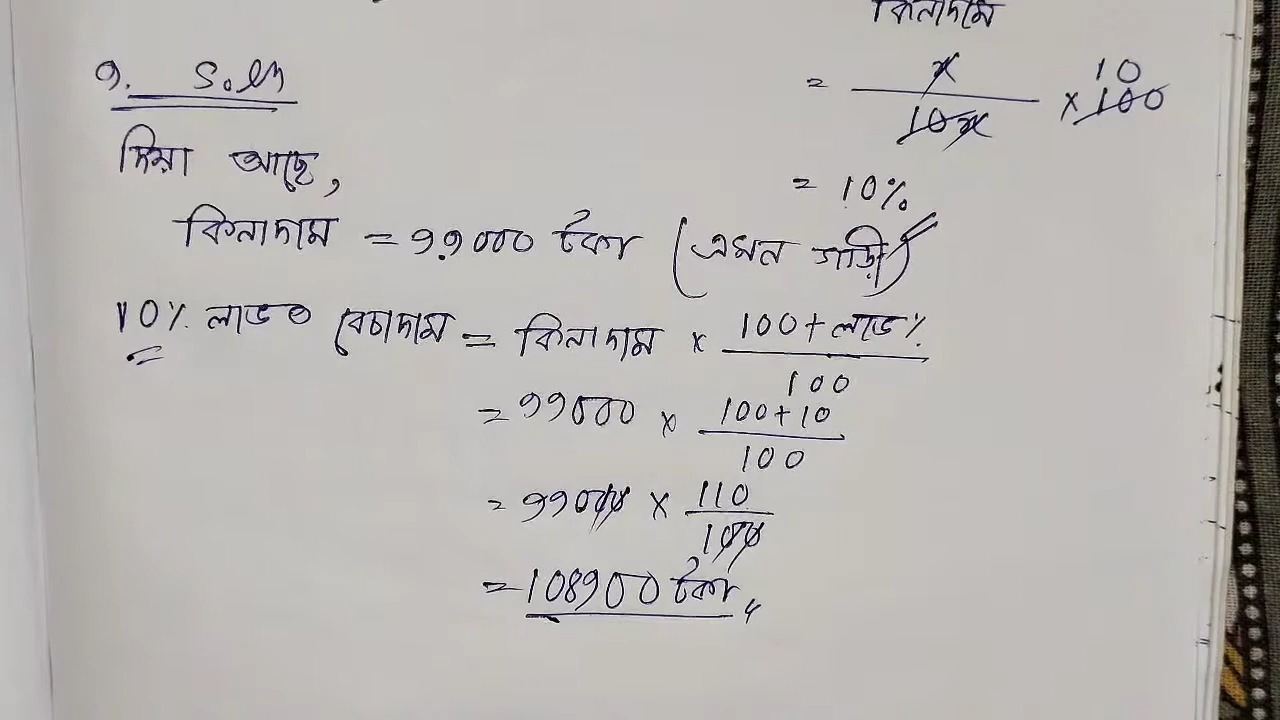 কিনাদাম
= x / 10x × 100 10
= 10%
9. Soln
দিয়া আছে,
কিনাদাম = 99000 টকা (এখন গাড়ী)
10% লাভত বেচাদাম = কিনাদাম × 100+লাভ% / 100
= 99000 × 100+10 / 100
= 99000 × 110 / 100
= 108900 টকা,